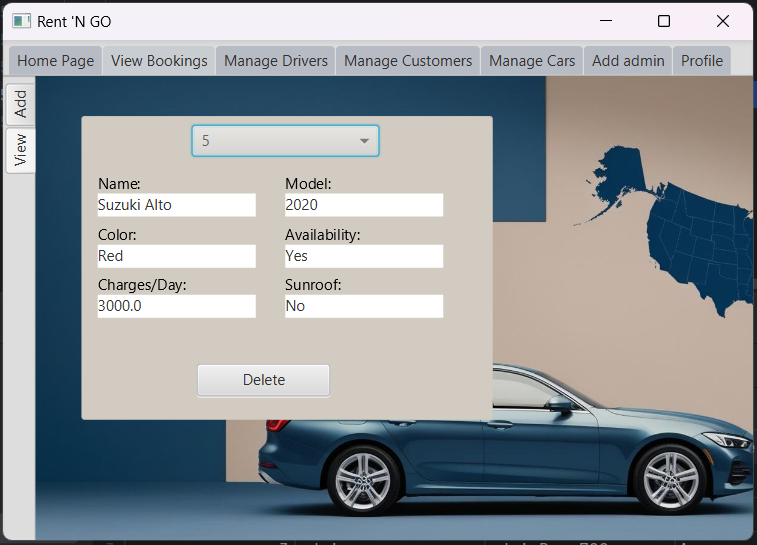 Rent 'N GO
Home Page View Bookings Manage Drivers Manage Customers Manage Cars Add admin Profile
Add
View
5
Name: Model:
Suzuki Alto 2020
Color: Availability:
Red Yes
Charges/Day: Sunroof:
3000.0 No
Delete